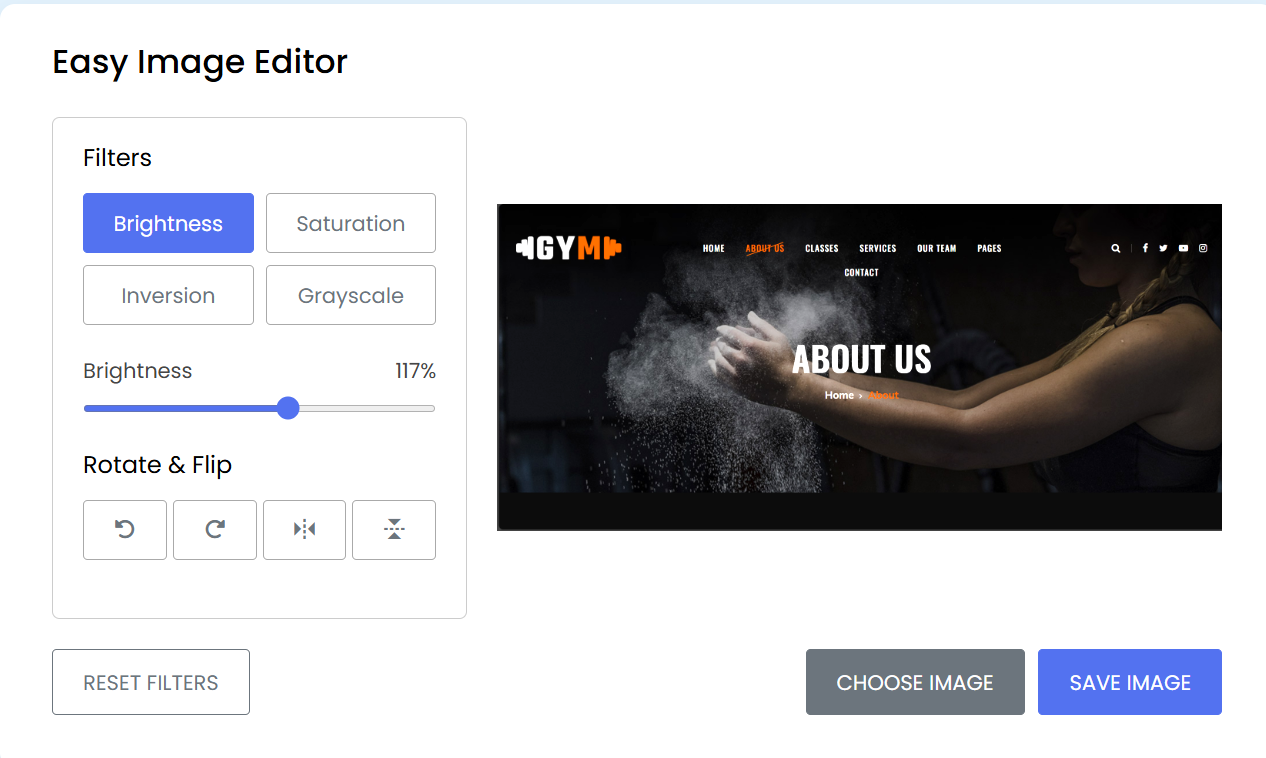 Easy Image Editor
Filters
Brightness
Saturation
Inversion
Grayscale
Brightness 117%
Rotate & Flip
RESET FILTERS
GYM
HOME ABOUT US CLASSES SERVICES OUR TEAM PAGES
CONTACT
ABOUT US
Home › About
CHOOSE IMAGE
SAVE IMAGE